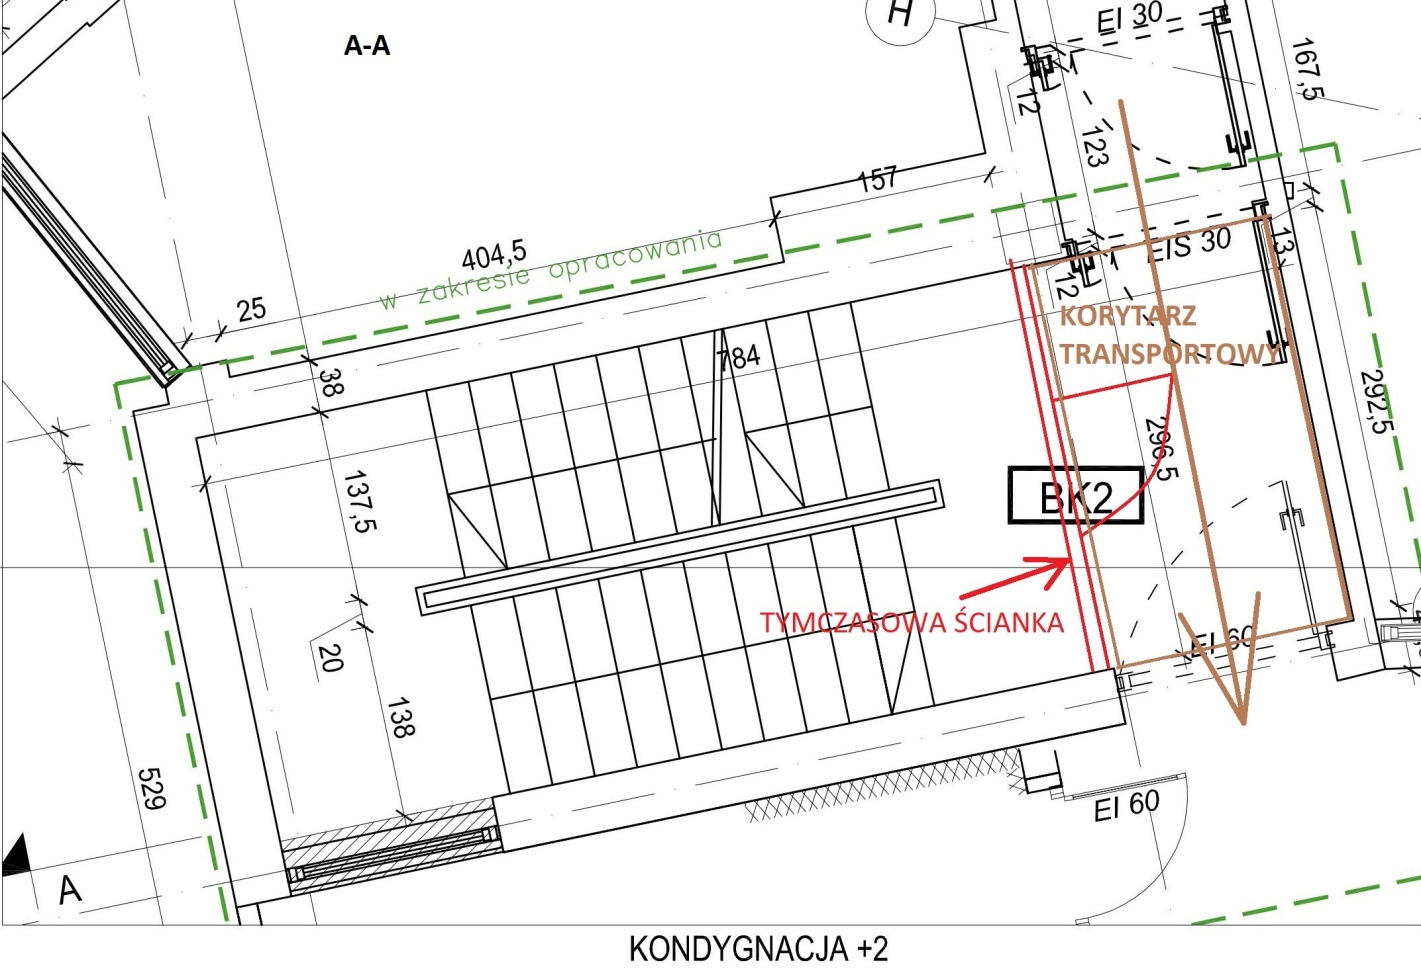 A-A
H
EI 30
167,5
12
123
157
404,5
w zakresie opracowania
EIS 30
13
25
12
KORYTARZ
TRANSPORTOWY
784
38
292,5
137,5
296,5
BK2
TYMCZASOWA ŚCIANKA
EI 60
20
138
529
EI 60
A
KONDYGNACJA +2